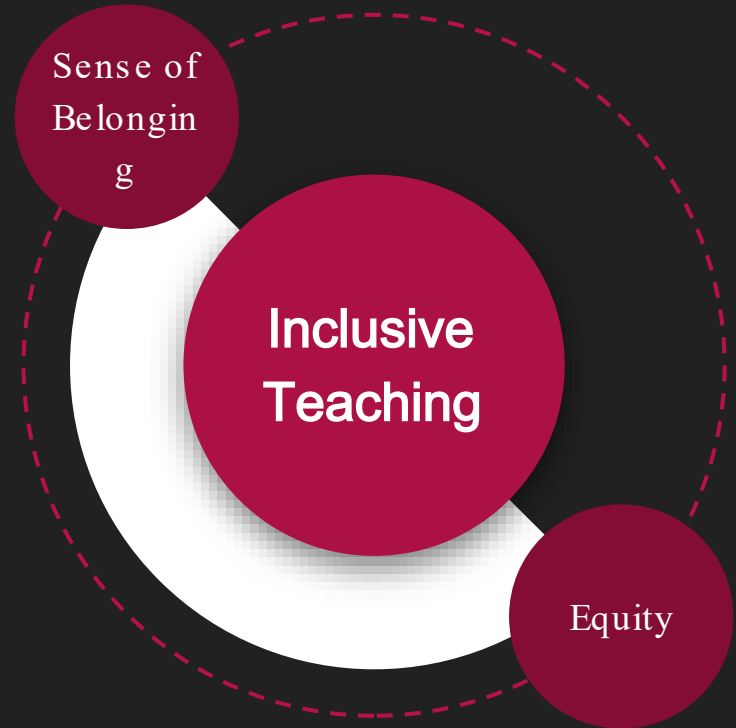 Sense of
Belongin
g
Inclusive
Teaching
Equity